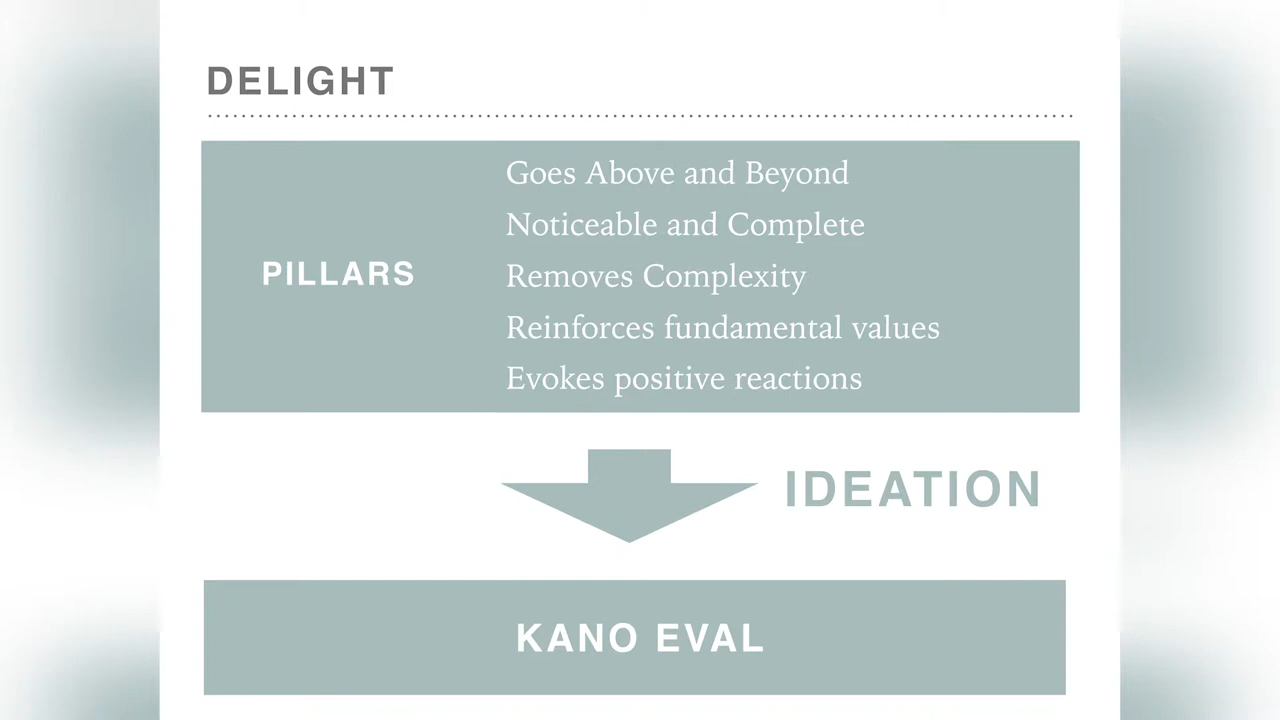 DELIGHT
PILLARS
Goes Above and Beyond
Noticeable and Complete
Removes Complexity
Reinforces fundamental values
Evokes positive reactions
IDEATION
KANO EVAL